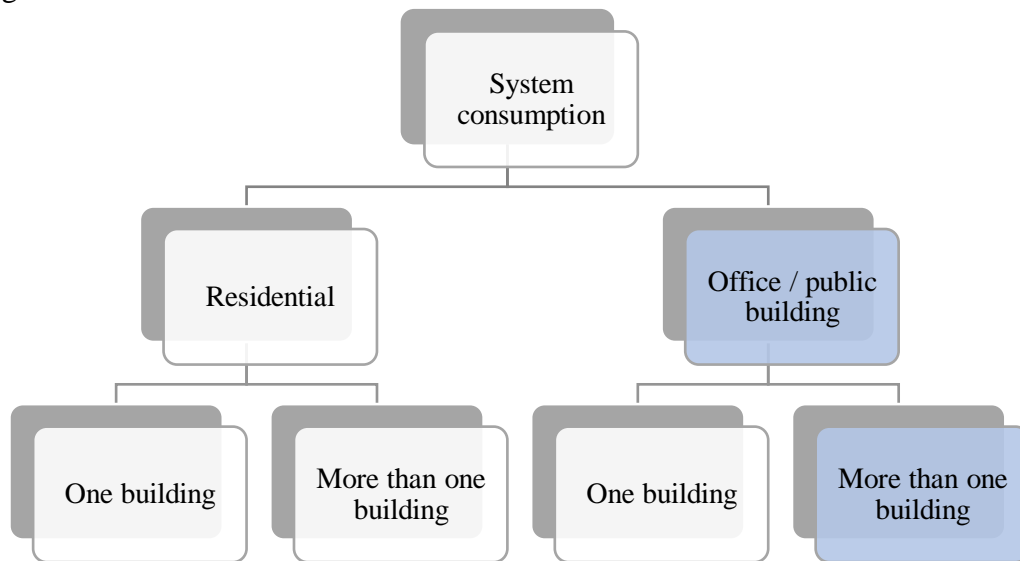 System
consumption
Residential
Office / public
building
One building
More than one
building
One building
More than one
building